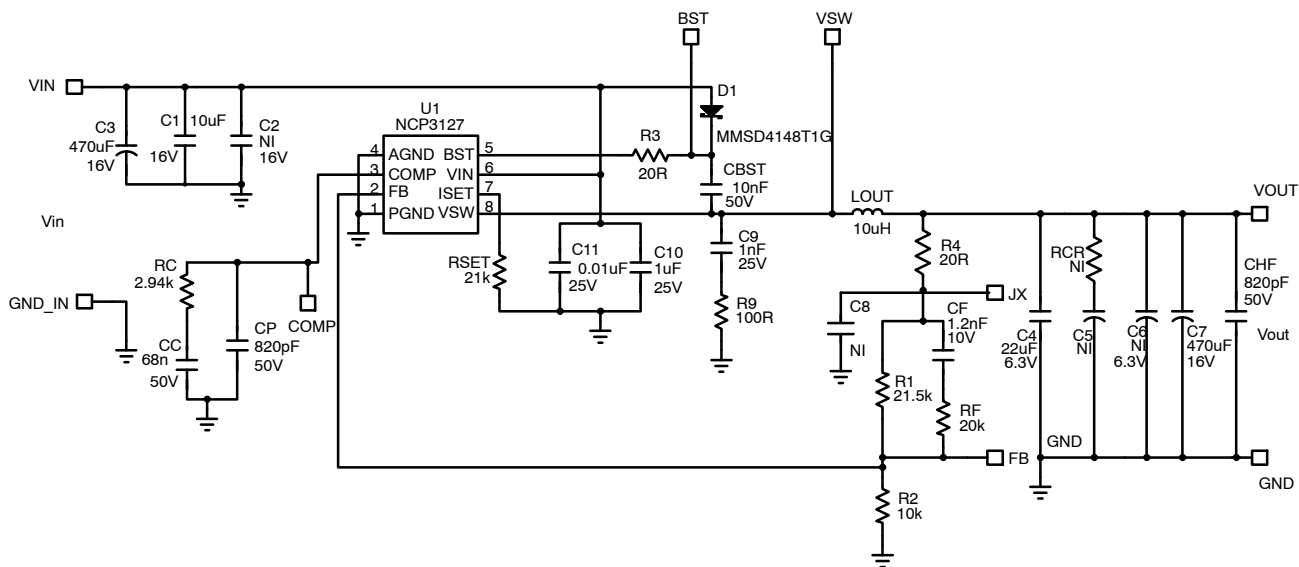 BST
VSW
VIN
C3
470uF
16V
C1 10uF
16V
C2
NI
16V
U1
NCP3127
4 AGND BST 5
3 COMP VIN 6
2 FB ISET 7
1 PGND VSW 8
D1
MMSD4148T1G
R3
20R
CBST
10nF
50V
LOUT
10uH
VOUT
Vin
GND_IN
RC
2.94k
CC
68n
50V
CP
820pF
50V
COMP
RSET
21k
C11
0.01uF
25V
C10
1uF
25V
C9
1nF
25V
R9
100R
R4
20R
JX
C8
NI
CF
1.2nF
10V
R1
21.5k
RF
20k
FB
R2
10k
C4
22uF
6.3V
RCR
NI
C5
NI
C6
NI
6.3V
C7
470uF
16V
CHF
820pF
50V
Vout
GND
GND